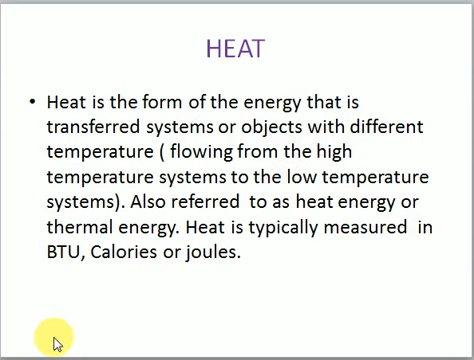 HEAT
• Heat is the form of the energy that is
transferred systems or objects with different
temperature ( flowing from the high
temperature systems to the low temperature
systems). Also referred to as heat energy or
thermal energy. Heat is typically measured in
BTU, Calories or joules.